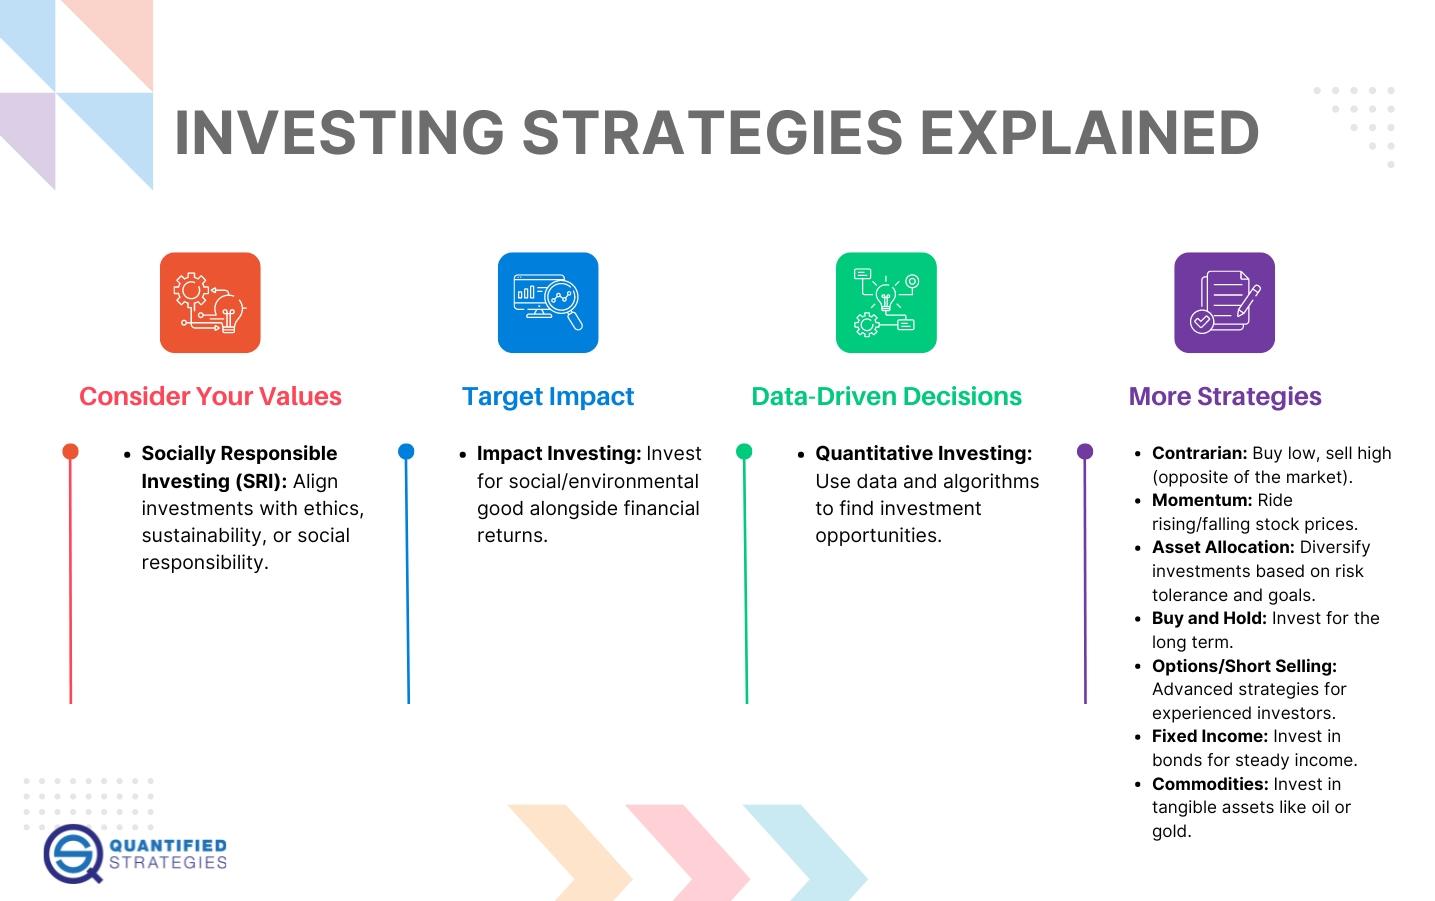 INVESTING STRATEGIES EXPLAINED
Consider Your Values
• Socially Responsible
Investing (SRI): Align
investments with ethics,
sustainability, or social
responsibility.
Target Impact
• Impact Investing: Invest
for social/environmental
good alongside financial
returns.
Data-Driven Decisions
• Quantitative Investing:
Use data and algorithms
to find investment
opportunities.
More Strategies
• Contrarian: Buy low, sell high
(opposite of the market).
• Momentum: Ride
rising/falling stock prices.
• Asset Allocation: Diversify
investments based on risk
tolerance and goals.
• Buy and Hold: Invest for the
long term.
• Options/Short Selling:
Advanced strategies for
experienced investors.
• Fixed Income: Invest in
bonds for steady income.
• Commodities: Invest in
tangible assets like oil or
gold.
QUANTIFIED
STRATEGIES